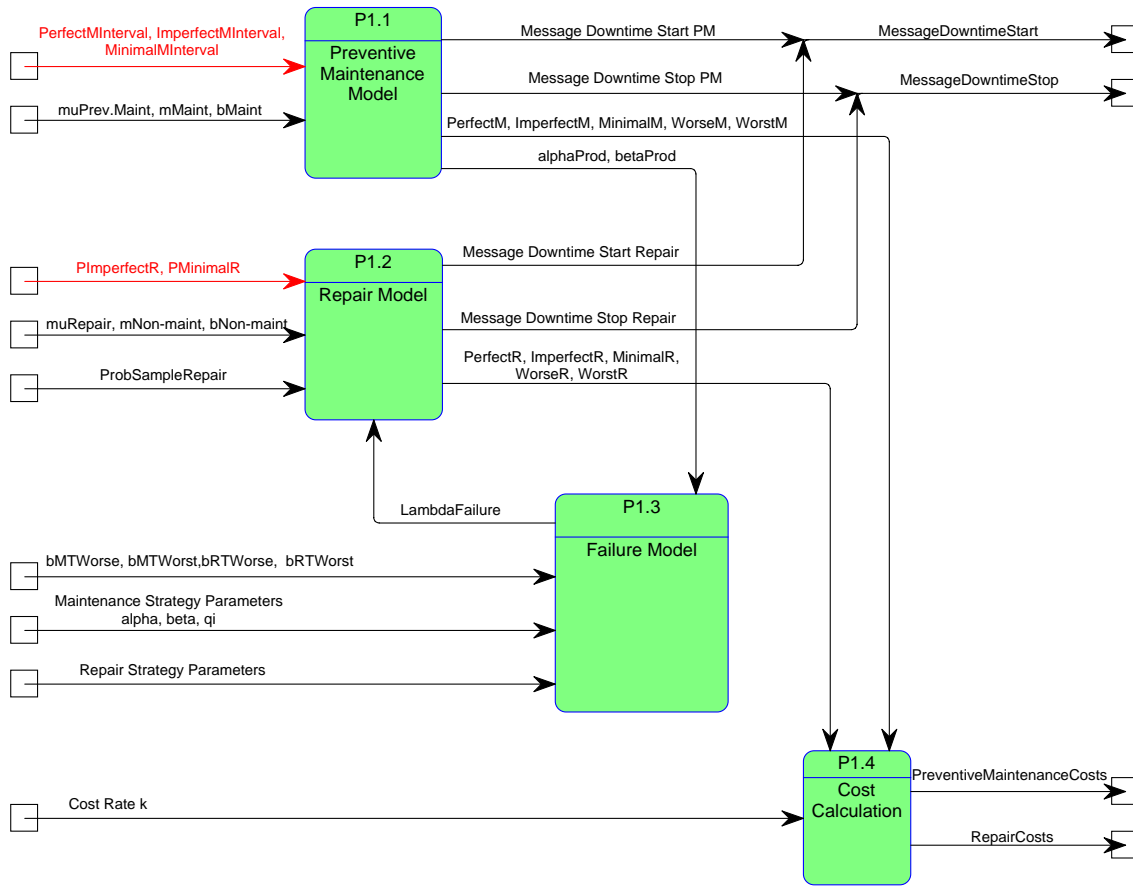 P1.1
Preventive
Maintenance
Model
PerfectMInterval, ImperfectMInterval,
MinimalMInterval
muPrev.Maint, mMaint, bMaint
Message Downtime Start PM
MessageDowntimeStart
Message Downtime Stop PM
MessageDowntimeStop
PerfectM, ImperfectM, MinimalM, WorseM, WorstM
alphaProd, betaProd
P1.2
Repair Model
PImperfectR, PMinimalR
muRepair, mNon-maint, bNon-maint
ProbSampleRepair
Message Downtime Start Repair
Message Downtime Stop Repair
PerfectR, ImperfectR, MinimalR,
WorseR, WorstR
P1.3
Failure Model
LambdaFailure
bMTWorse, bMTWorst,bRTWorse, bRTWorst
Maintenance Strategy Parameters
alpha, beta, qi
Repair Strategy Parameters
P1.4
Cost
Calculation
Cost Rate k
PreventiveMaintenanceCosts
RepairCosts